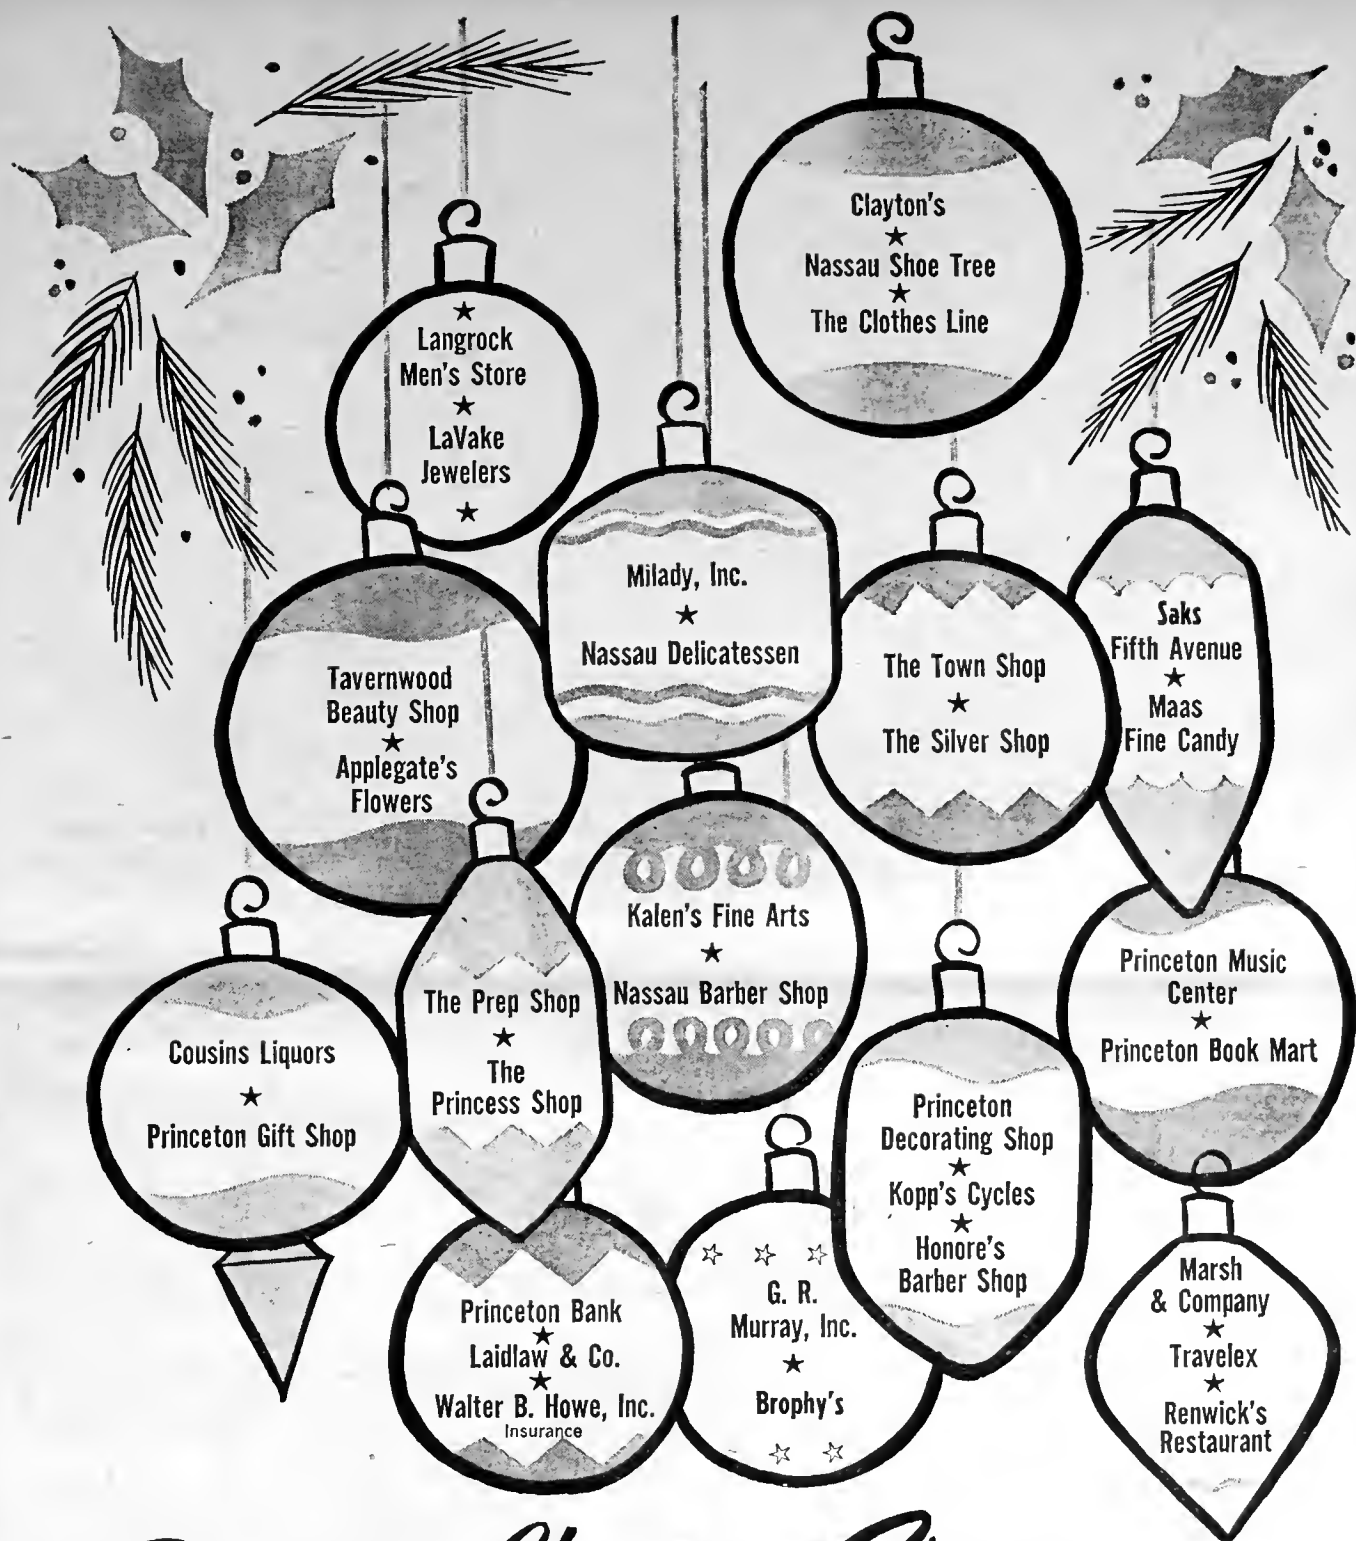 Clayton's
★
Nassau Shoe Tree
★
The Clothes Line
★
Langrock
Men's Store
★
LaVake
Jewelers
★
Milady, Inc.
★
Nassau Delicatessen
Saks
Fifth Avenue
★
Maas
Fine Candy
The Town Shop
★
The Silver Shop
Tavernwood
Beauty Shop
★
Applegate's
Flowers
Kalen's Fine Arts
★
Nassau Barber Shop
Princeton Music
Center
★
Princeton Book Mart
The Prep Shop
★
The
Princess Shop
Cousins Liquors
★
Princeton Gift Shop
Princeton
Decorating Shop
★
Kopp's Cycles
★
Honore's
Barber Shop
Princeton Bank
★
Laidlaw & Co.
★
Walter B. Howe, Inc.
Insurance
G. R.
Murray, Inc.
★
Brophy's
Marsh
& Company
★
Travelex
★
Renwick's
Restaurant